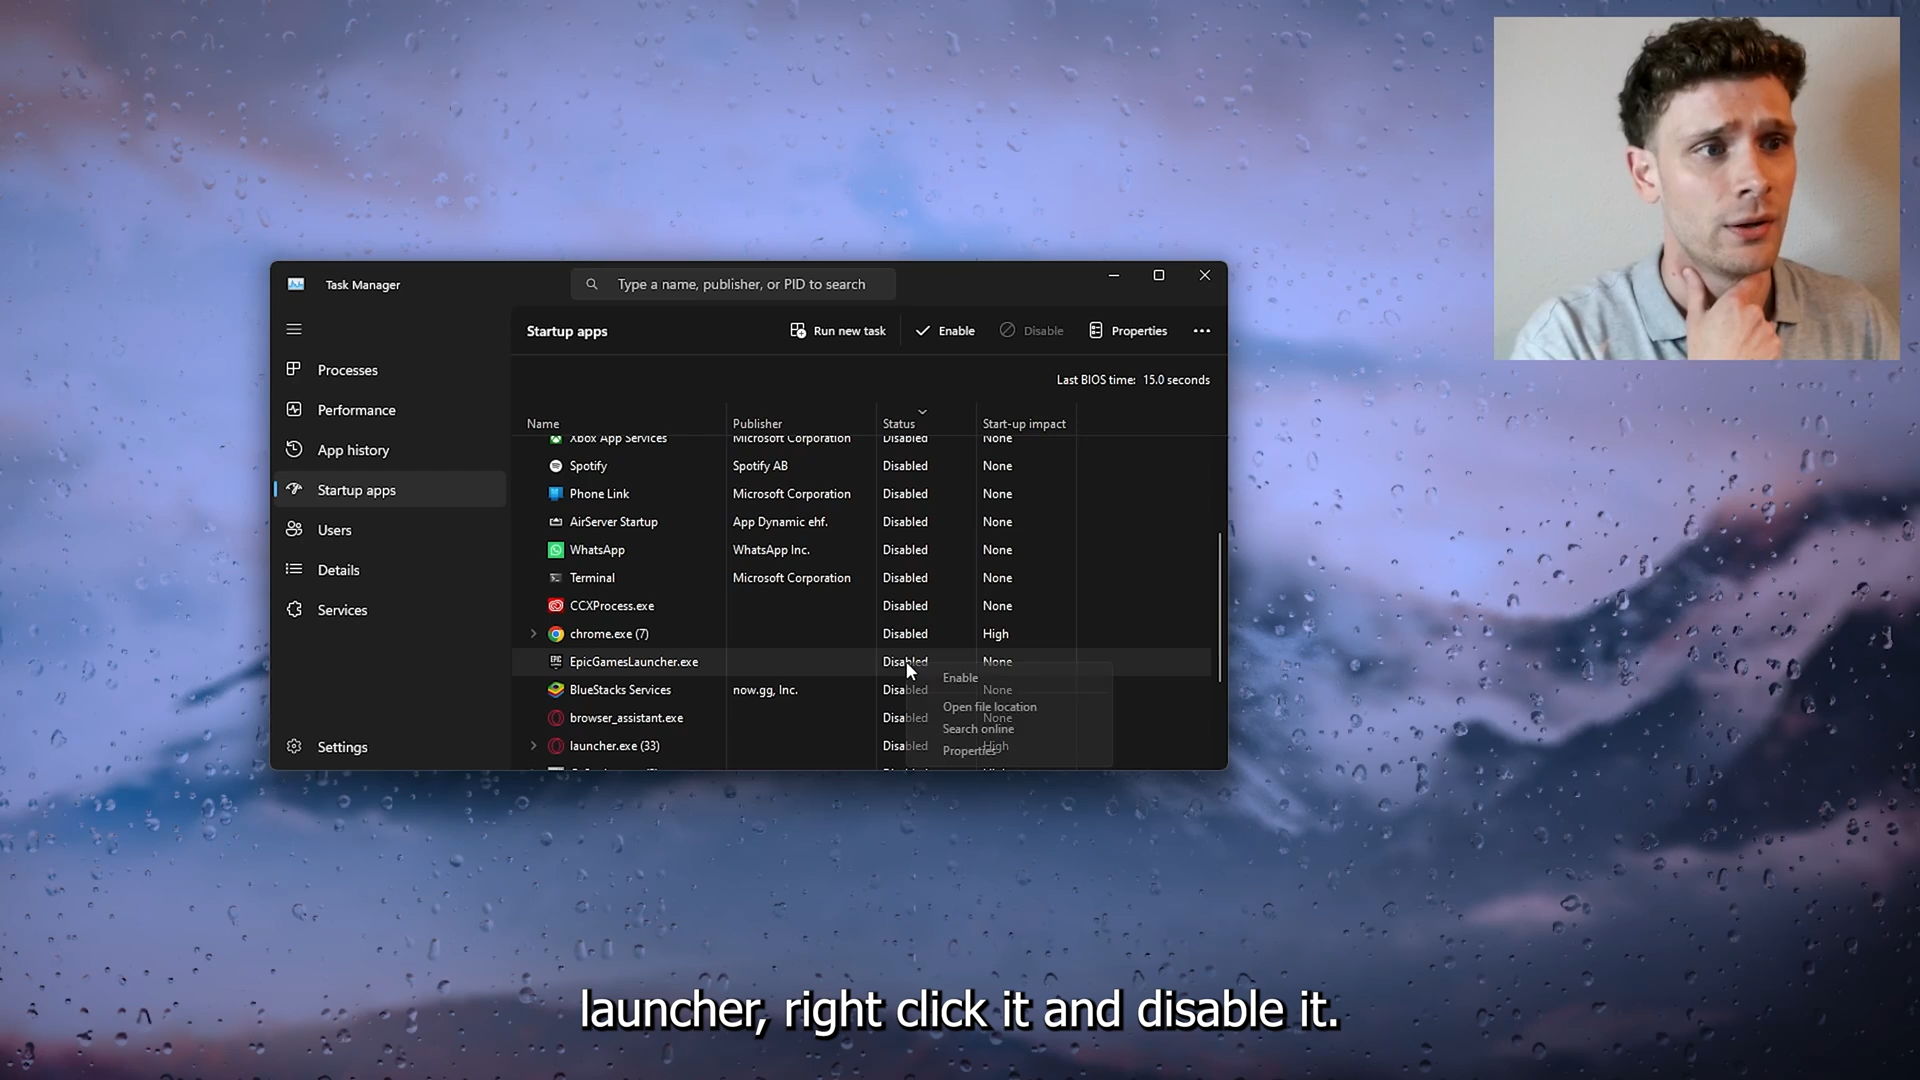 Task Manager
Type a name, publisher, or PID to search
Startup apps
Run new task
Enable
Disable
Properties
Last BIOS time: 15.0 seconds
Processes
Performance
App history
Startup apps
Users
Details
Services
Settings
Name Publisher Status Start-up impact
Xbox App Services Microsoft Corporation Disabled None
Spotify Spotify AB Disabled None
Phone Link Microsoft Corporation Disabled None
AirServer Startup App Dynamic ehf. Disabled None
WhatsApp WhatsApp Inc. Disabled None
Terminal Microsoft Corporation Disabled None
CCXProcess.exe Disabled None
chrome.exe (7) Disabled High
EpicGamesLauncher.exe Disabled None
BlueStacks Services now.gg, Inc. Disabled None
browser_assistant.exe Disabled None
launcher.exe (33) Disabled High
Enable
Open file location
Search online
Properties
launcher, right click it and disable it.